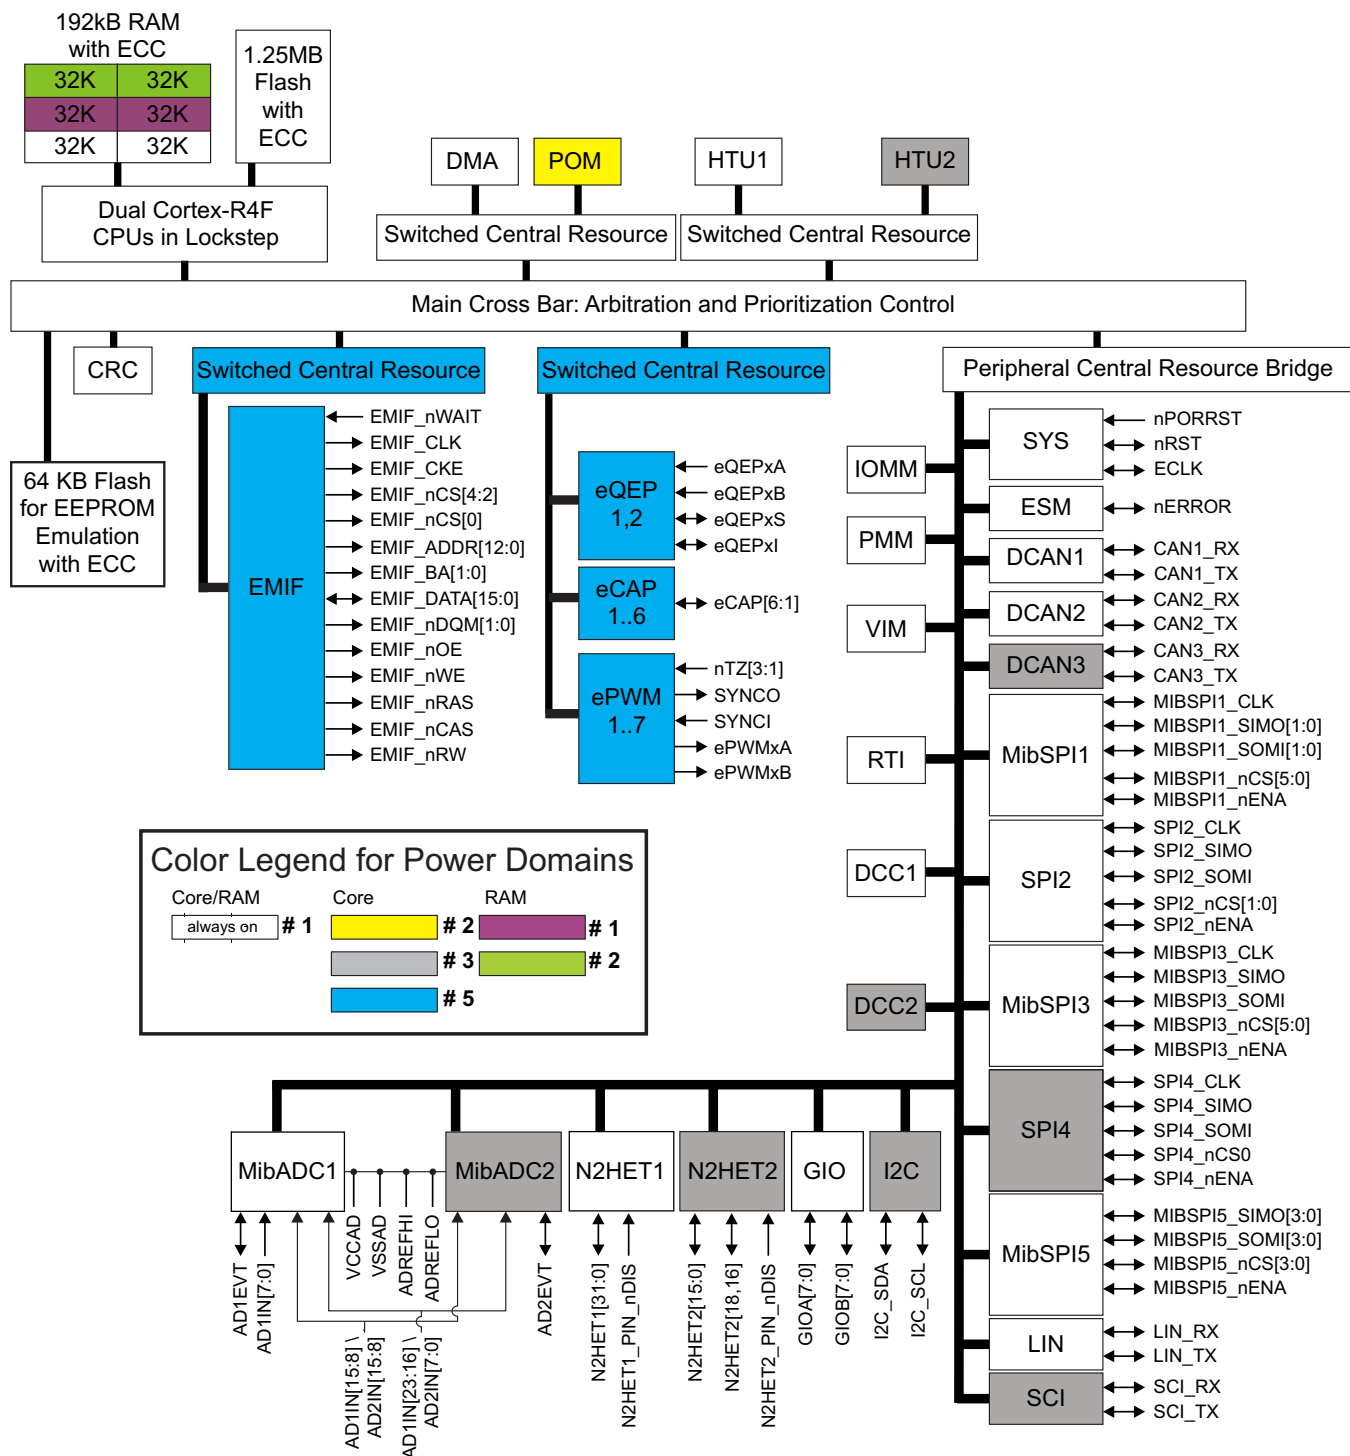 192kB RAM
with ECC
32K 32K
32K 32K
32K 32K
1.25MB
Flash
with
ECC
DMA
POM
HTU1
HTU2
Dual Cortex-R4F
CPUs in Lockstep
Switched Central Resource
Switched Central Resource
Main Cross Bar: Arbitration and Prioritization Control
CRC
Switched Central Resource
Switched Central Resource
Peripheral Central Resource Bridge
64 KB Flash
for EEPROM
Emulation
with ECC
EMIF
EMIF_nWAIT
EMIF_CLK
EMIF_CKE
EMIF_nCS[4:2]
EMIF_nCS[0]
EMIF_ADDR[12:0]
EMIF_BA[1:0]
EMIF_DATA[15:0]
EMIF_nDQM[1:0]
EMIF_nOE
EMIF_nWE
EMIF_nRAS
EMIF_nCAS
EMIF_nRW
eQEP
1,2
eQEPxA
eQEPxB
eQEPxS
eQEPxI
eCAP
1..6
eCAP[6:1]
ePWM
1..7
nTZ[3:1]
SYNCO
SYNCI
ePWMxA
ePWMxB
IOMM
PMM
VIM
RTI
DCC1
DCC2
SYS
nPORRST
nRST
ECLK
ESM
nERROR
DCAN1
CAN1_RX
CAN1_TX
DCAN2
CAN2_RX
CAN2_TX
DCAN3
CAN3_RX
CAN3_TX
MibSPI1
MIBSPI1_CLK
MIBSPI1_SIMO[1:0]
MIBSPI1_SOMI[1:0]
MIBSPI1_nCS[5:0]
MIBSPI1_nENA
SPI2
SPI2_CLK
SPI2_SIMO
SPI2_SOMI
SPI2_nCS[1:0]
SPI2_nENA
MibSPI3
MIBSPI3_CLK
MIBSPI3_SIMO
MIBSPI3_SOMI
MIBSPI3_nCS[5:0]
MIBSPI3_nENA
SPI4
SPI4_CLK
SPI4_SIMO
SPI4_SOMI
SPI4_nCS0
SPI4_nENA
MibSPI5
MIBSPI5_SIMO[3:0]
MIBSPI5_SOMI[3:0]
MIBSPI5_nCS[3:0]
MIBSPI5_nENA
LIN
LIN_RX
LIN_TX
SCI
SCI_RX
SCI_TX
Color Legend for Power Domains
Core/RAM
Core
RAM
always on
# 1
# 2
# 1
# 3
# 2
# 5
MibADC1
MibADC2
N2HET1
N2HET2
GIO
I2C
AD1EVT
AD1IN[7:0]
VCCAD
VSSAD
ADREFHI
ADREFLO
AD1IN[15:8] \
AD2IN[15:8]
AD1IN[23:16] \
AD2IN[7:0]
AD2EVT
N2HET1[31:0]
N2HET1_PIN_nDIS
N2HET2[15:0]
N2HET2[18,16]
N2HET2_PIN_nDIS
GIOA[7:0]
GIOB[7:0]
I2C_SDA
I2C_SCL